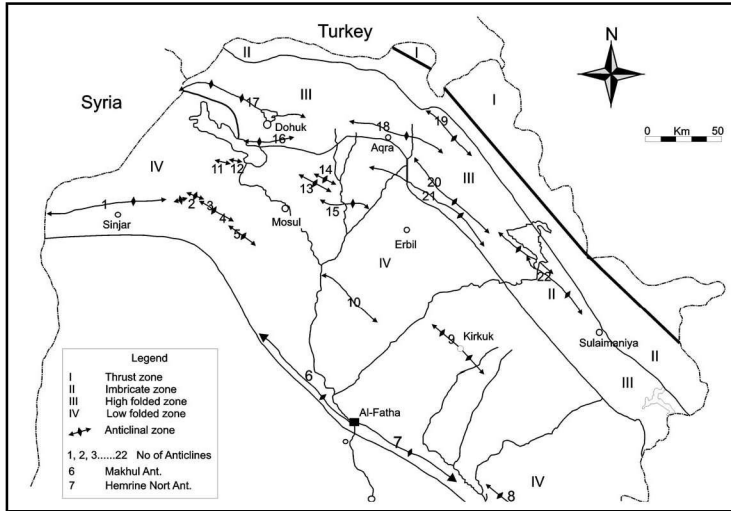 Turkey
N
II
I
I
Syria
III
17
Dohuk
18
19
0 Km 50
16
Aqra
IV
11
12
III
14
13
20
1
2
3
21
Sinjar
4
Mosul
15
5
Erbil
IV
22
II
10
9
Kirkuk
Sulaimaniya
II
III
Legend
I Thrust zone
II Imbricate zone
III High folded zone
IV Low folded zone
Anticlinal zone
1, 2, 3......22 No of Anticlines
6 Makhul Ant.
7 Hemrine Nort Ant.
6
Al-Fatha
7
IV
8